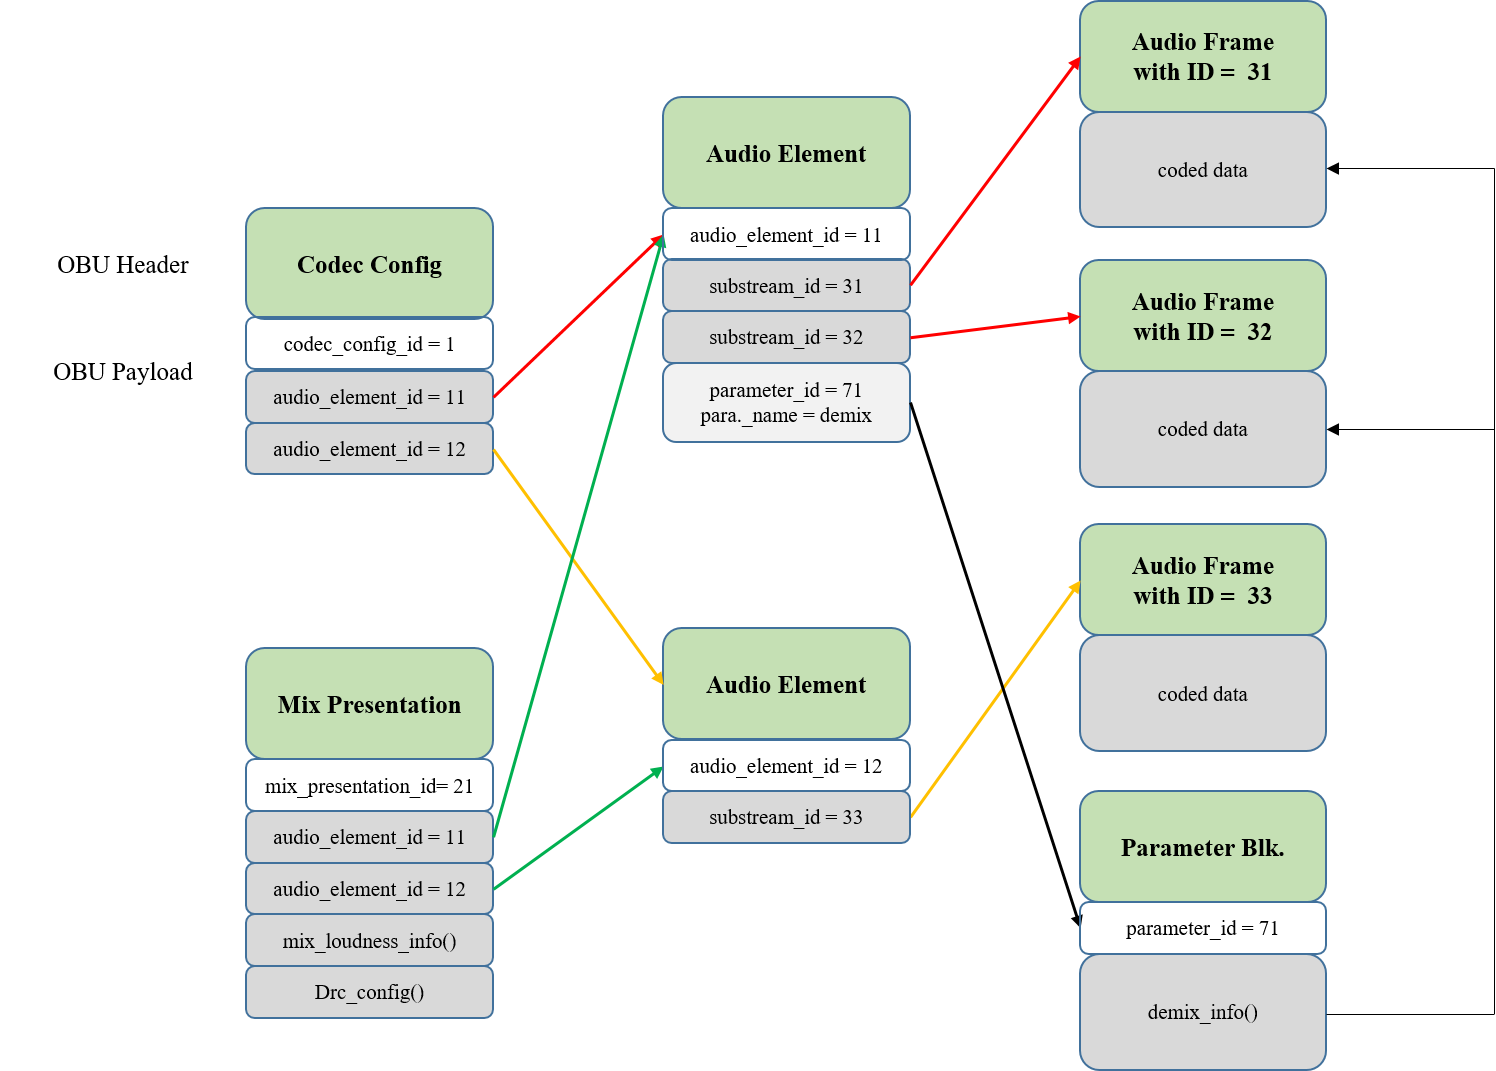 OBU Header
OBU Payload
Codec Config
codec_config_id = 1
audio_element_id = 11
audio_element_id = 12
Mix Presentation
mix_presentation_id= 21
audio_element_id = 11
audio_element_id = 12
mix_loudness_info()
Drc_config()
Audio Element
audio_element_id = 11
substream_id = 31
substream_id = 32
parameter_id = 71
para._name = demix
Audio Element
audio_element_id = 12
substream_id = 33
Audio Frame
with ID =  31
coded data
Audio Frame
with ID =  32
coded data
Audio Frame
with ID =  33
coded data
Parameter Blk.
parameter_id = 71
demix_info()